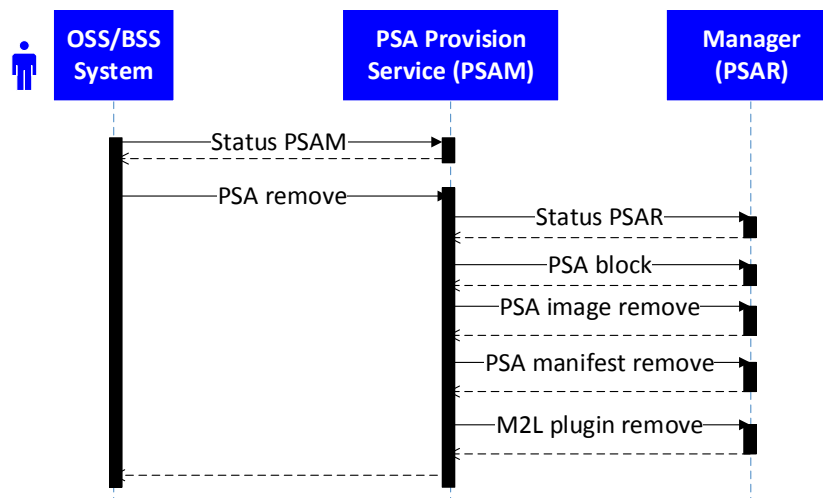 OSS/BSS
System
PSA Provision
Service (PSAM)
Manager
(PSAR)
Status PSAM
PSA remove
Status PSAR
PSA block
PSA image remove
PSA manifest remove
M2L plugin remove